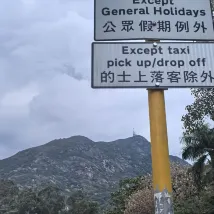 Except
General Holidays
公眾假期例外
Except taxi
pick up/drop off
的士上落客除外